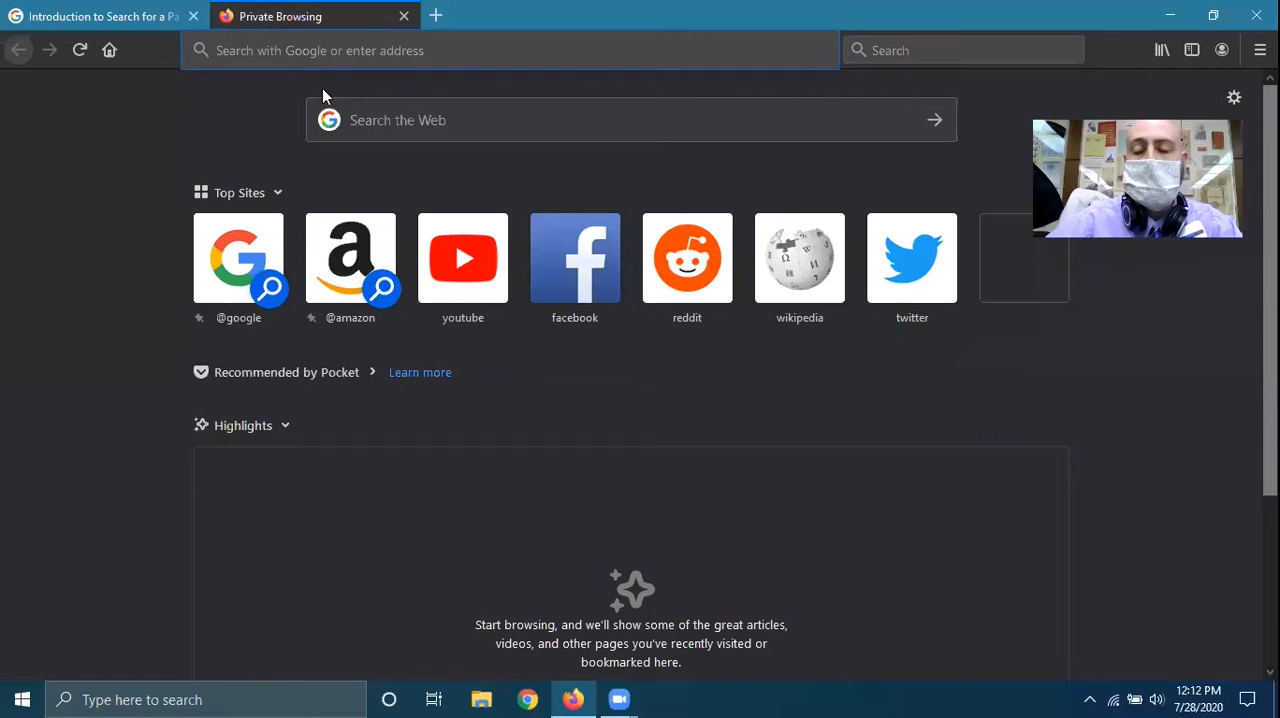 Introduction to Search for a Pa
Private Browsing
Search with Google or enter address
Search
Search the Web
Top Sites
@google
@amazon
youtube
facebook
reddit
wikipedia
twitter
Recommended by Pocket
Learn more
Highlights
Start browsing, and we'll show some of the great articles,
videos, and other pages you've recently visited or
bookmarked here.
Type here to search
12:12 PM
7/28/2020